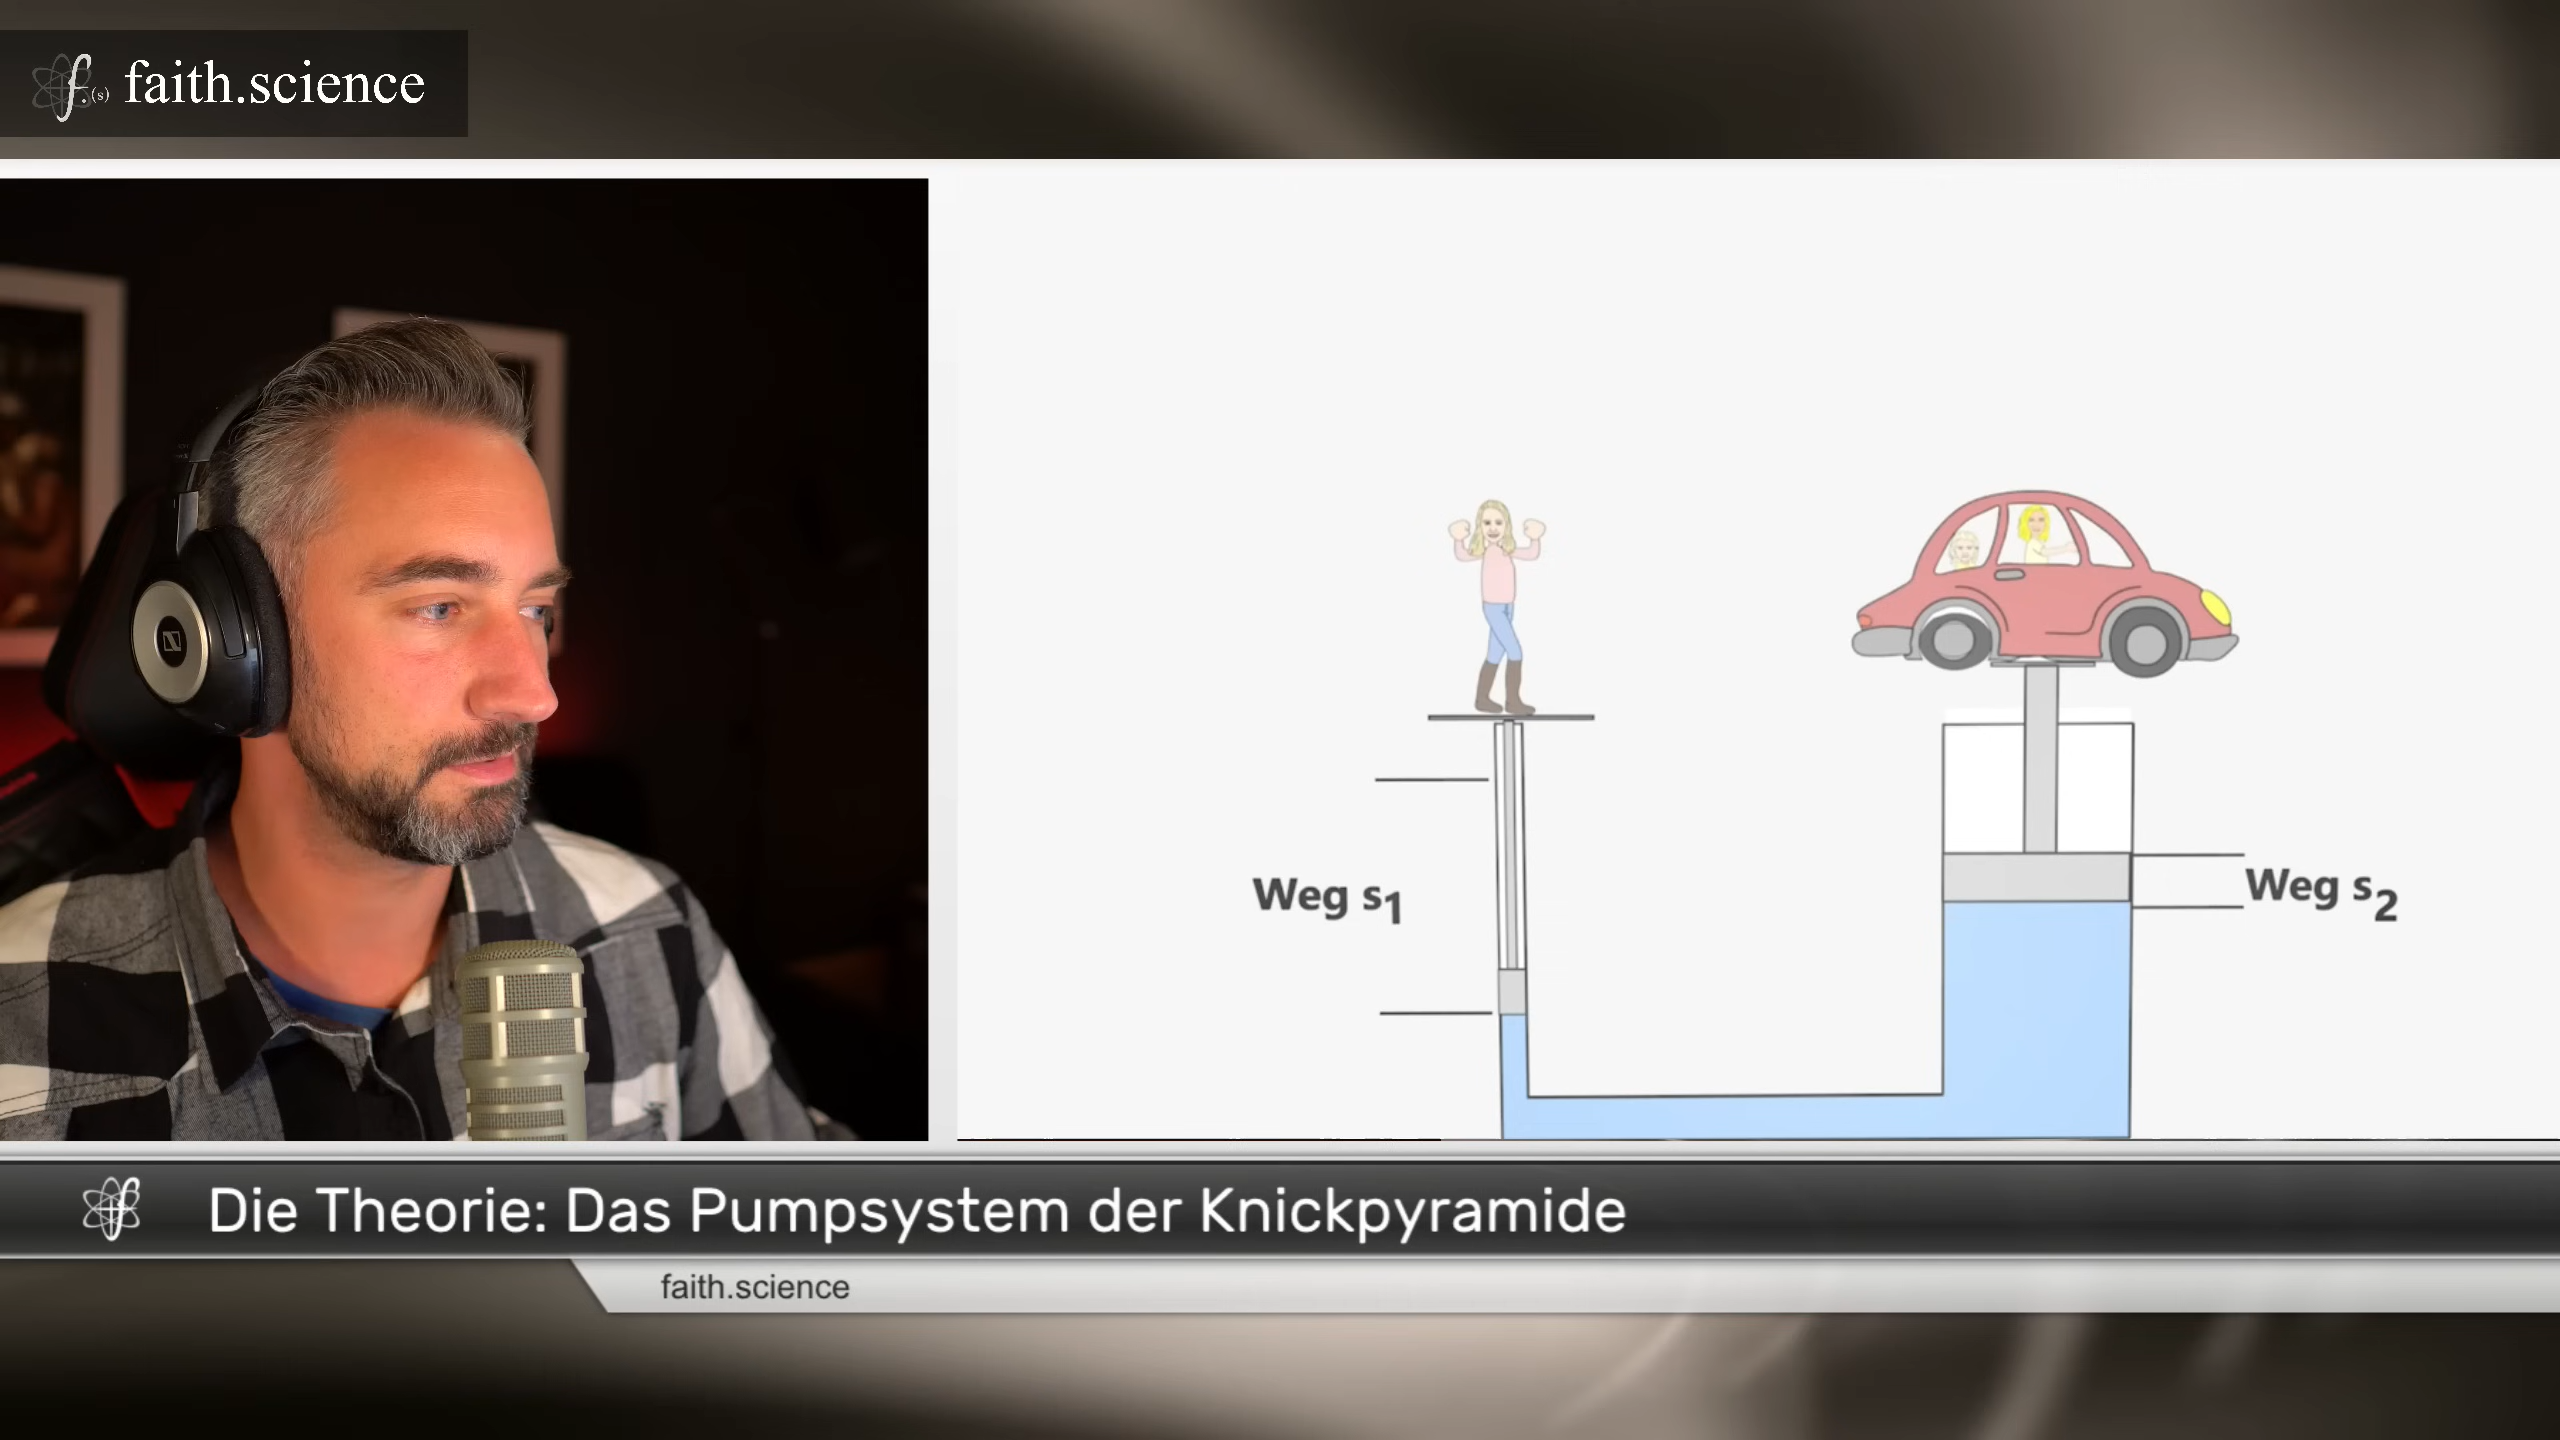 f.(s) faith.science
Weg s1
Weg s2
Die Theorie: Das Pumpsystem der Knickpyramide
faith.science